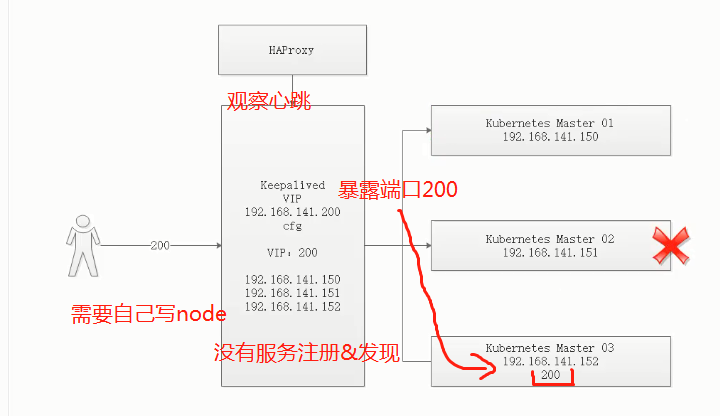 HAProxy
观察心跳
Keepalived
VIP
192.168.141.200
cfg
VIP: 200
192.168.141.150
192.168.141.151
192.168.141.152
暴露端口200
Kubernetes Master 01
192.168.141.150
200
Kubernetes Master 02
192.168.141.151
需要自己写node
没有服务注册&发现
Kubernetes Master 03
192.168.141.152
200